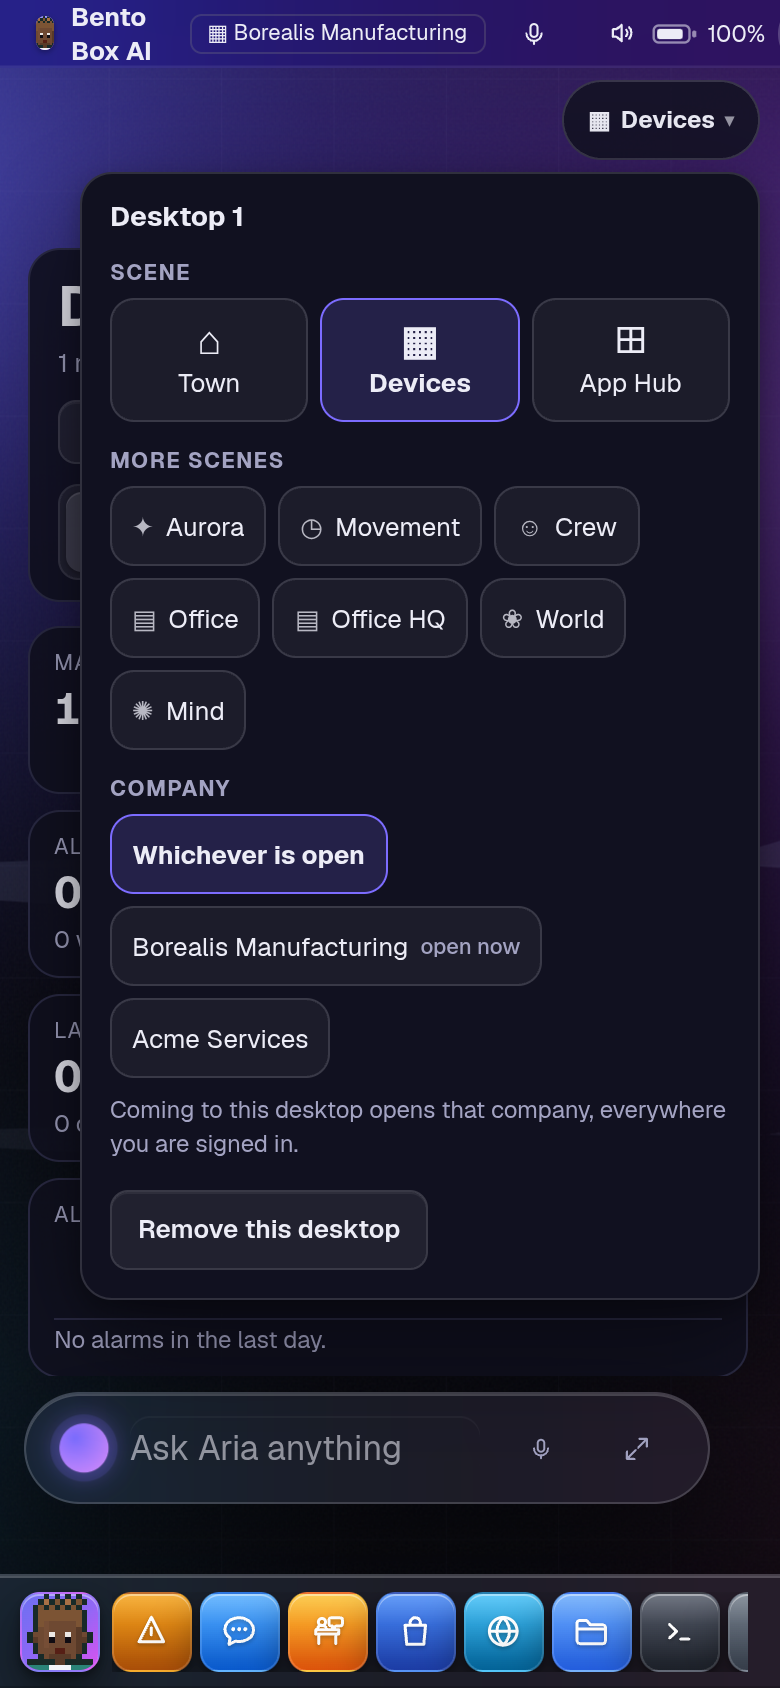 Bento
Box AI
Borealis Manufacturing
100%
Devices
Desktop 1
SCENE
Town
Devices
App Hub
MORE SCENES
Aurora
Movement
Crew
Office
Office HQ
World
Mind
COMPANY
Whichever is open
Borealis Manufacturing open now
Acme Services
Coming to this desktop opens that company, everywhere
you are signed in.
Remove this desktop
1
0
0
No alarms in the last day.
Ask Aria anything